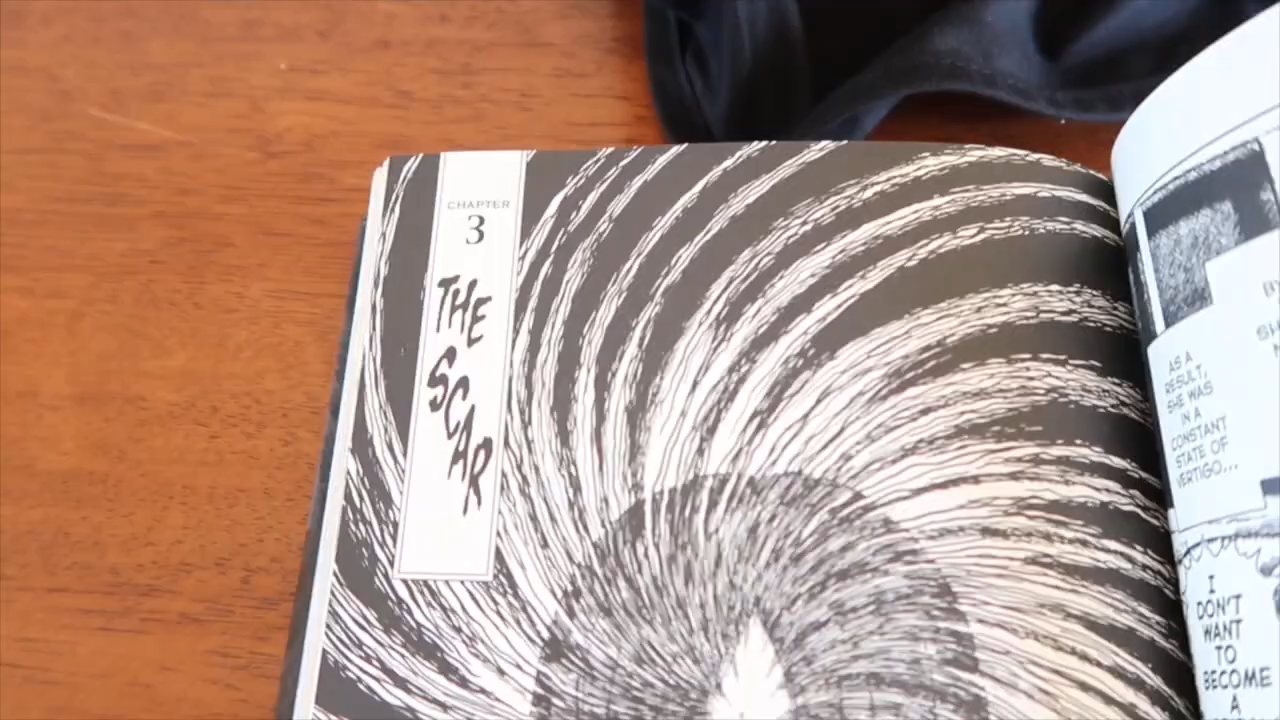 CHAPTER
3
THE
SCAR
AS A
RESULT,
SHE WAS
IN A
CONSTANT
STATE OF
VERTIGO...
I
DON'T
WANT
TO
BECOME
A